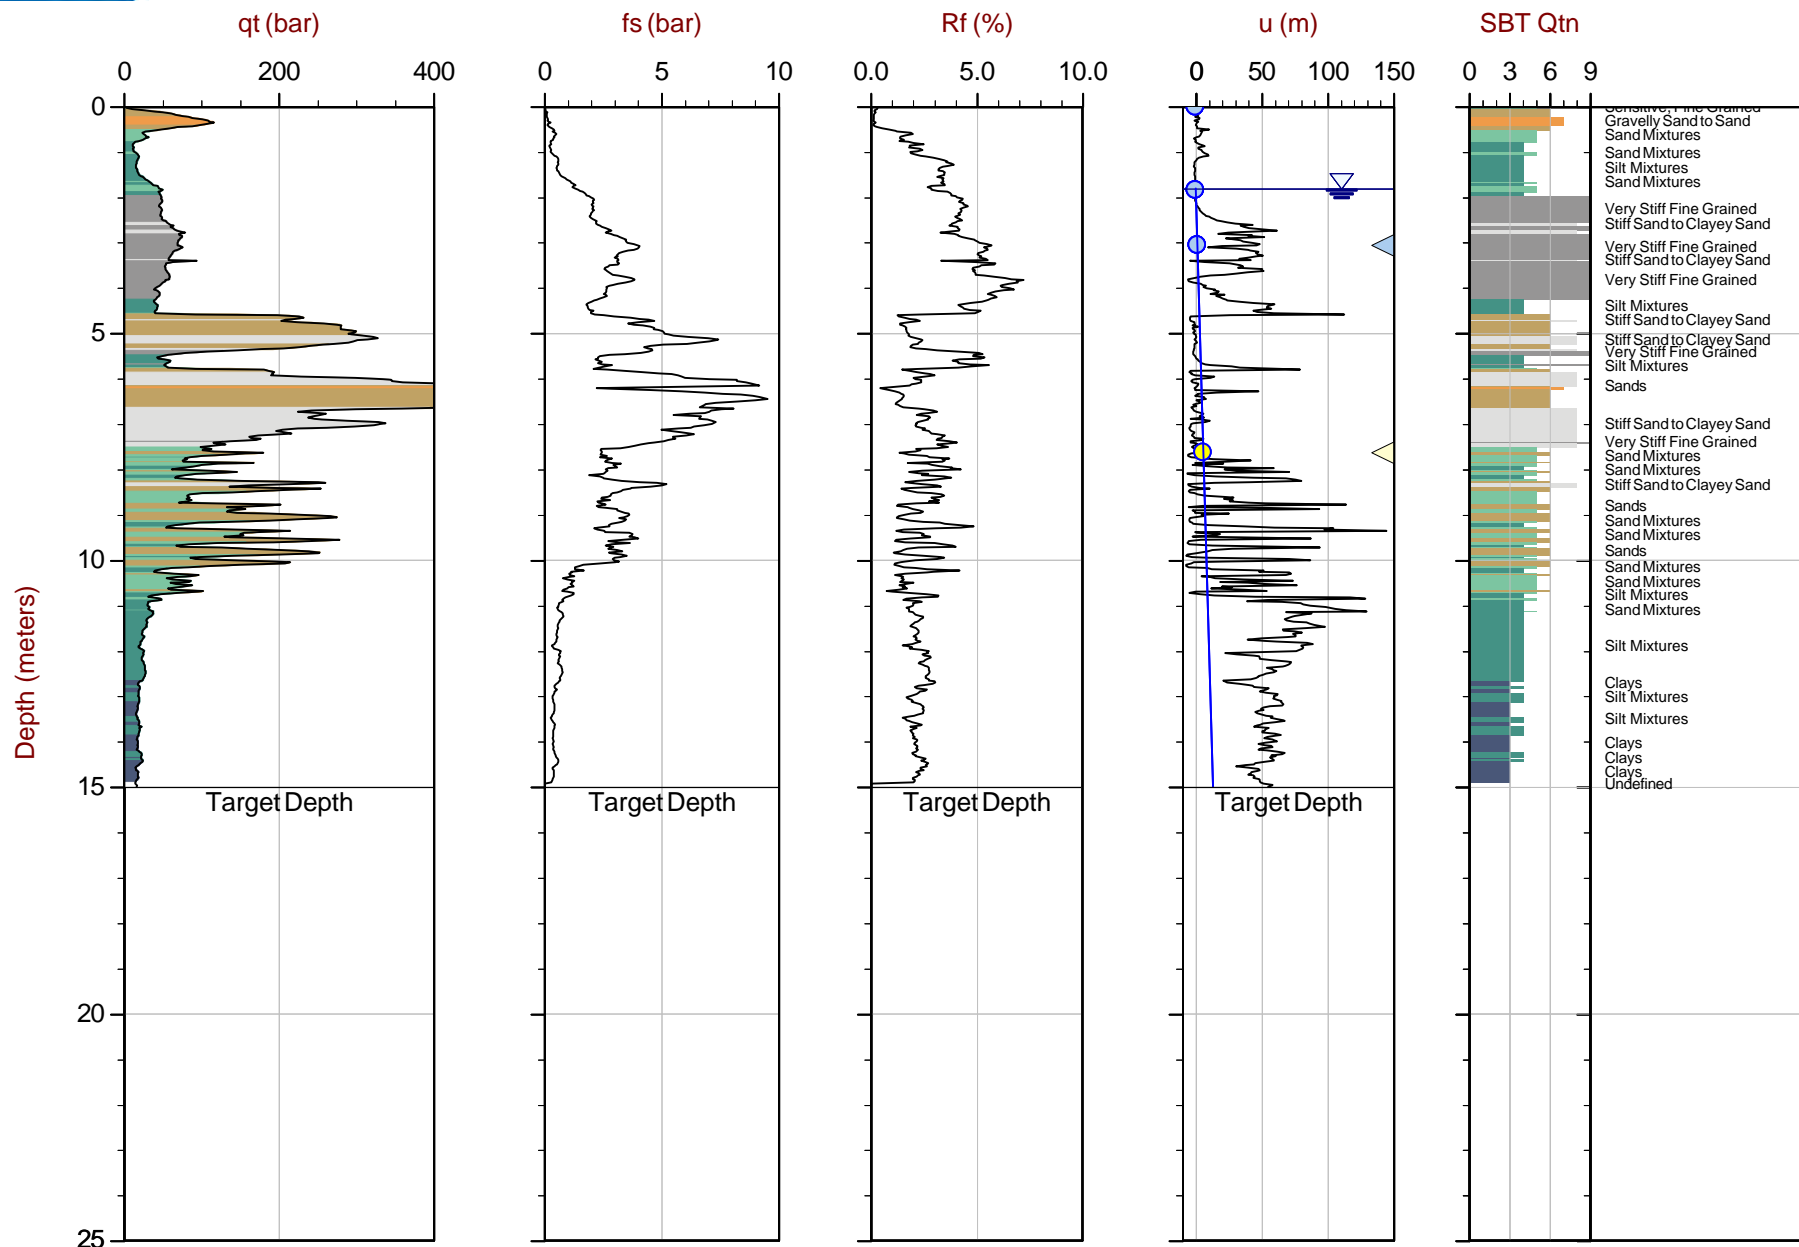 qt (bar)
fs (bar)
Rf (%)
u (m)
SBT Qtn
0 200 400
0 5 10
0.0 5.0 10.0
0 50 100 150
0 3 6 9
0
5
10
15
20
25
Depth (meters)
Sensitive, Fine Grained
Gravelly Sand to Sand
Sand Mixtures
Sand Mixtures
Silt Mixtures
Sand Mixtures
Very Stiff Fine Grained
Stiff Sand to Clayey Sand
Very Stiff Fine Grained
Stiff Sand to Clayey Sand
Very Stiff Fine Grained
Silt Mixtures
Stiff Sand to Clayey Sand
Stiff Sand to Clayey Sand
Very Stiff Fine Grained
Silt Mixtures
Sands
Stiff Sand to Clayey Sand
Very Stiff Fine Grained
Sand Mixtures
Sand Mixtures
Stiff Sand to Clayey Sand
Sands
Sand Mixtures
Sand Mixtures
Sands
Sand Mixtures
Sand Mixtures
Silt Mixtures
Sand Mixtures
Silt Mixtures
Clays
Silt Mixtures
Silt Mixtures
Clays
Clays
Clays
Undefined
Target Depth
Target Depth
Target Depth